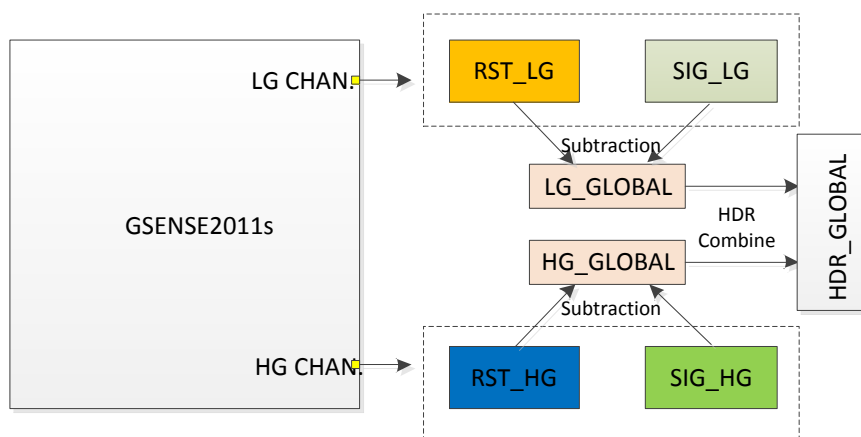 LG CHAN.
RST_LG
SIG_LG
Subtraction
LG_GLOBAL
GSENSE2011s
HDR
Combine
HDR_GLOBAL
HG_GLOBAL
Subtraction
HG CHAN.
RST_HG
SIG_HG